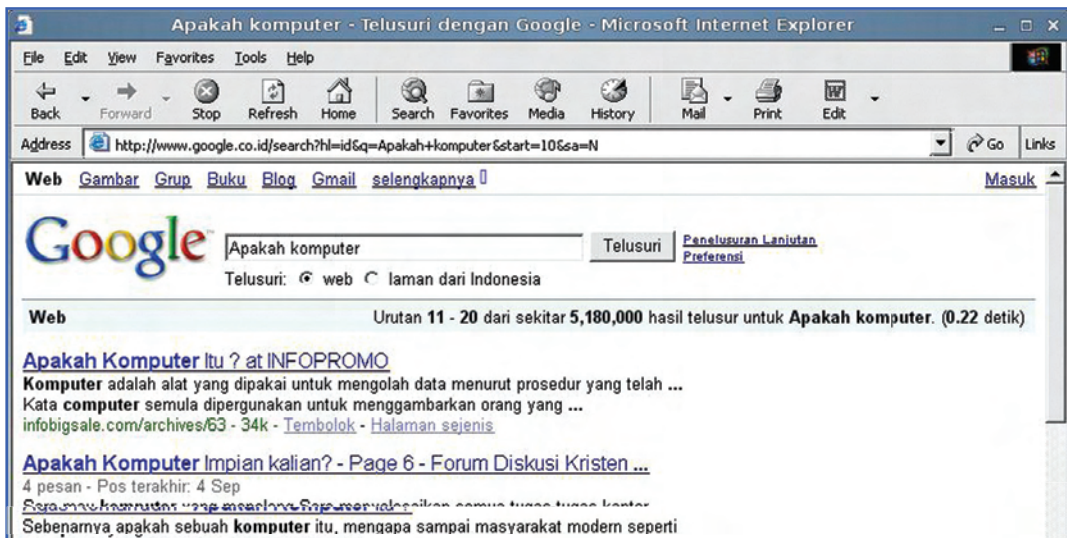 Apakah komputer - Telusuri dengan Google - Microsoft Internet Explorer
File Edit View Favorites Tools Help
Back Forward Stop Refresh Home Search Favorites Media History Mail Print Edit
Address http://www.google.co.id/search?hl=id&q=Apakah+komputer&start=10&sa=N Go Links
Web Gambar Grup Buku Blog Gmail selengkapnya Masuk
Google Apakah komputer Telusuri Penelusuran Lanjutan
Preferensi
Telusuri: web laman dari Indonesia
Web Urutan 11 - 20 dari sekitar 5,180,000 hasil telusur untuk Apakah komputer. (0.22 detik)
Apakah Komputer Itu ? at INFOPROMO
Komputer adalah alat yang dipakai untuk mengolah data menurut prosedur yang telah ...
Kata computer semula dipergunakan untuk menggambarkan orang yang ...
infobigsale.com/archives/63 - 34k - Tembolok - Halaman sejenis
Apakah Komputer Impian kalian? - Page 6 - Forum Diskusi Kristen ...
4 pesan - Pos terakhir: 4 Sep
semua tugas tugas kantor
Sebenarnya apakah sebuah komputer itu, mengapa sampai masyarakat modern seperti